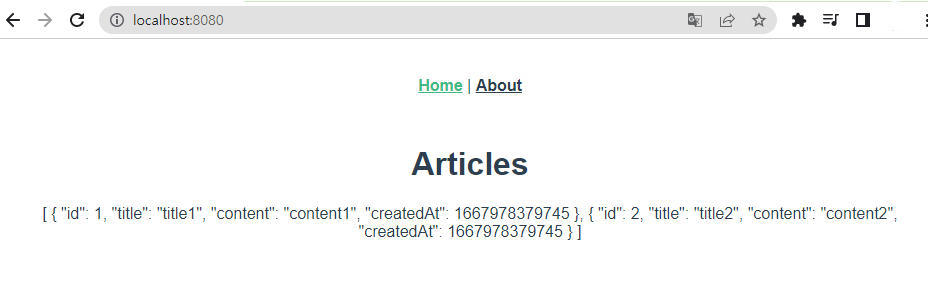 localhost:8080
Home | About
Articles
[ { "id": 1, "title": "title1", "content": "content1", "createdAt": 1667978379745 }, { "id": 2, "title": "title2", "content": "content2",
"createdAt": 1667978379745 } ]